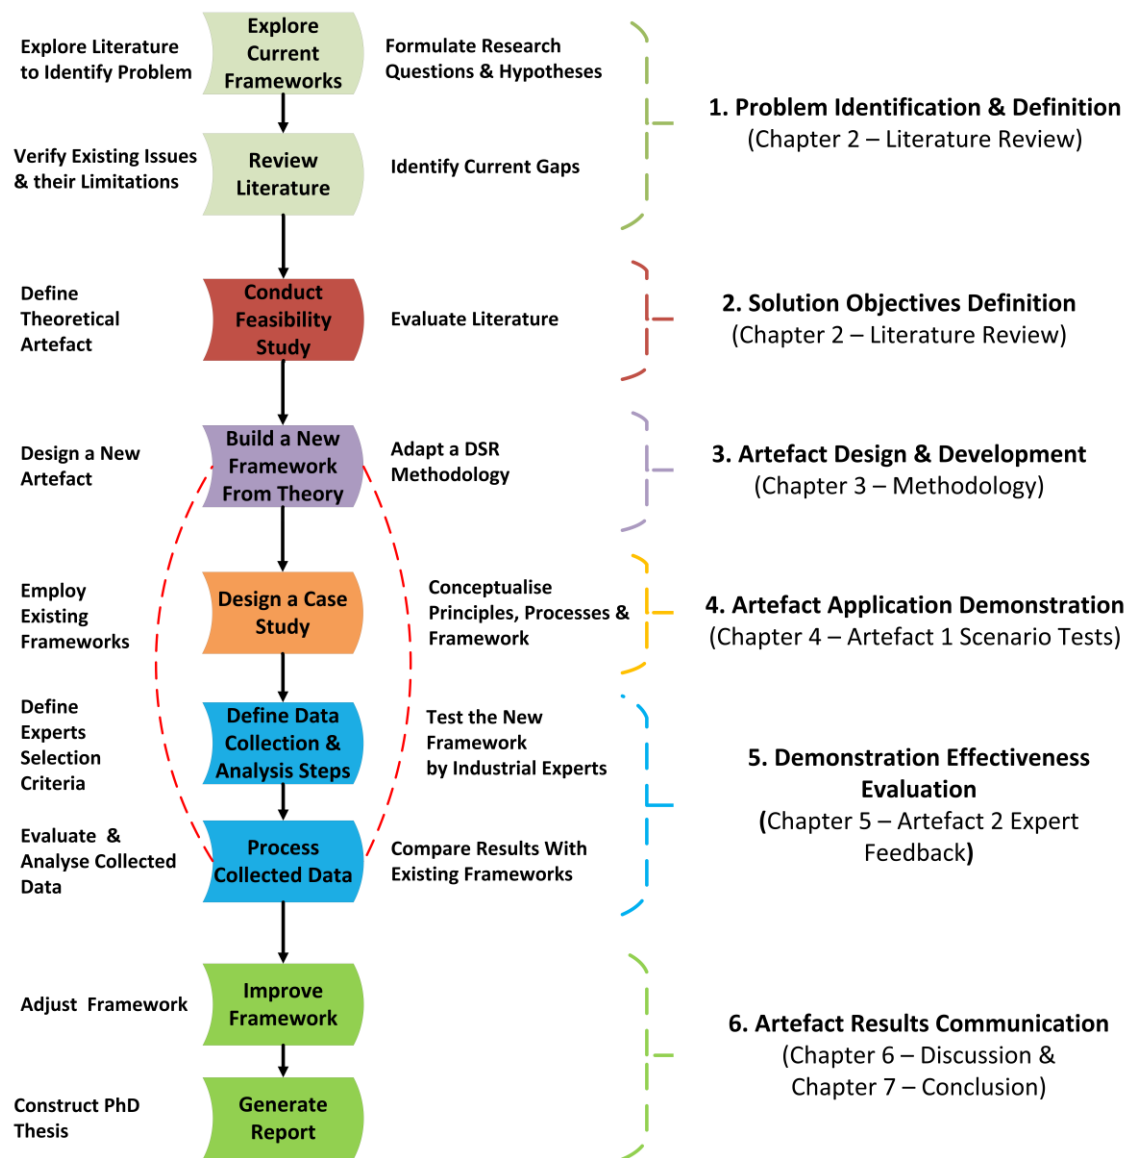 Explore Literature
to Identify Problem
Explore
Current
Frameworks
Formulate Research
Questions & Hypotheses
1. Problem Identification & Definition
(Chapter 2 – Literature Review)
Verify Existing Issues
& their Limitations
Review
Literature
Identify Current Gaps
Define
Theoretical
Artefact
Conduct
Feasibility
Study
Evaluate Literature
2. Solution Objectives Definition
(Chapter 2 – Literature Review)
Design a New
Artefact
Build a New
Framework
From Theory
Adapt a DSR
Methodology
3. Artefact Design & Development
(Chapter 3 – Methodology)
Employ
Existing
Frameworks
Design a Case
Study
Conceptualise
Principles, Processes &
Framework
4. Artefact Application Demonstration
(Chapter 4 – Artefact 1 Scenario Tests)
Define
Experts
Selection
Criteria
Define Data
Collection &
Analysis Steps
Test the New
Framework
by Industrial Experts
5. Demonstration Effectiveness
Evaluation
(Chapter 5 – Artefact 2 Expert
Feedback)
Evaluate & 
Analyse Collected
Data
Process
Collected Data
Compare Results With
Existing Frameworks
Adjust Framework
Improve
Framework
6. Artefact Results Communication
(Chapter 6 – Discussion &
Chapter 7 – Conclusion)
Construct PhD
Thesis
Generate
Report